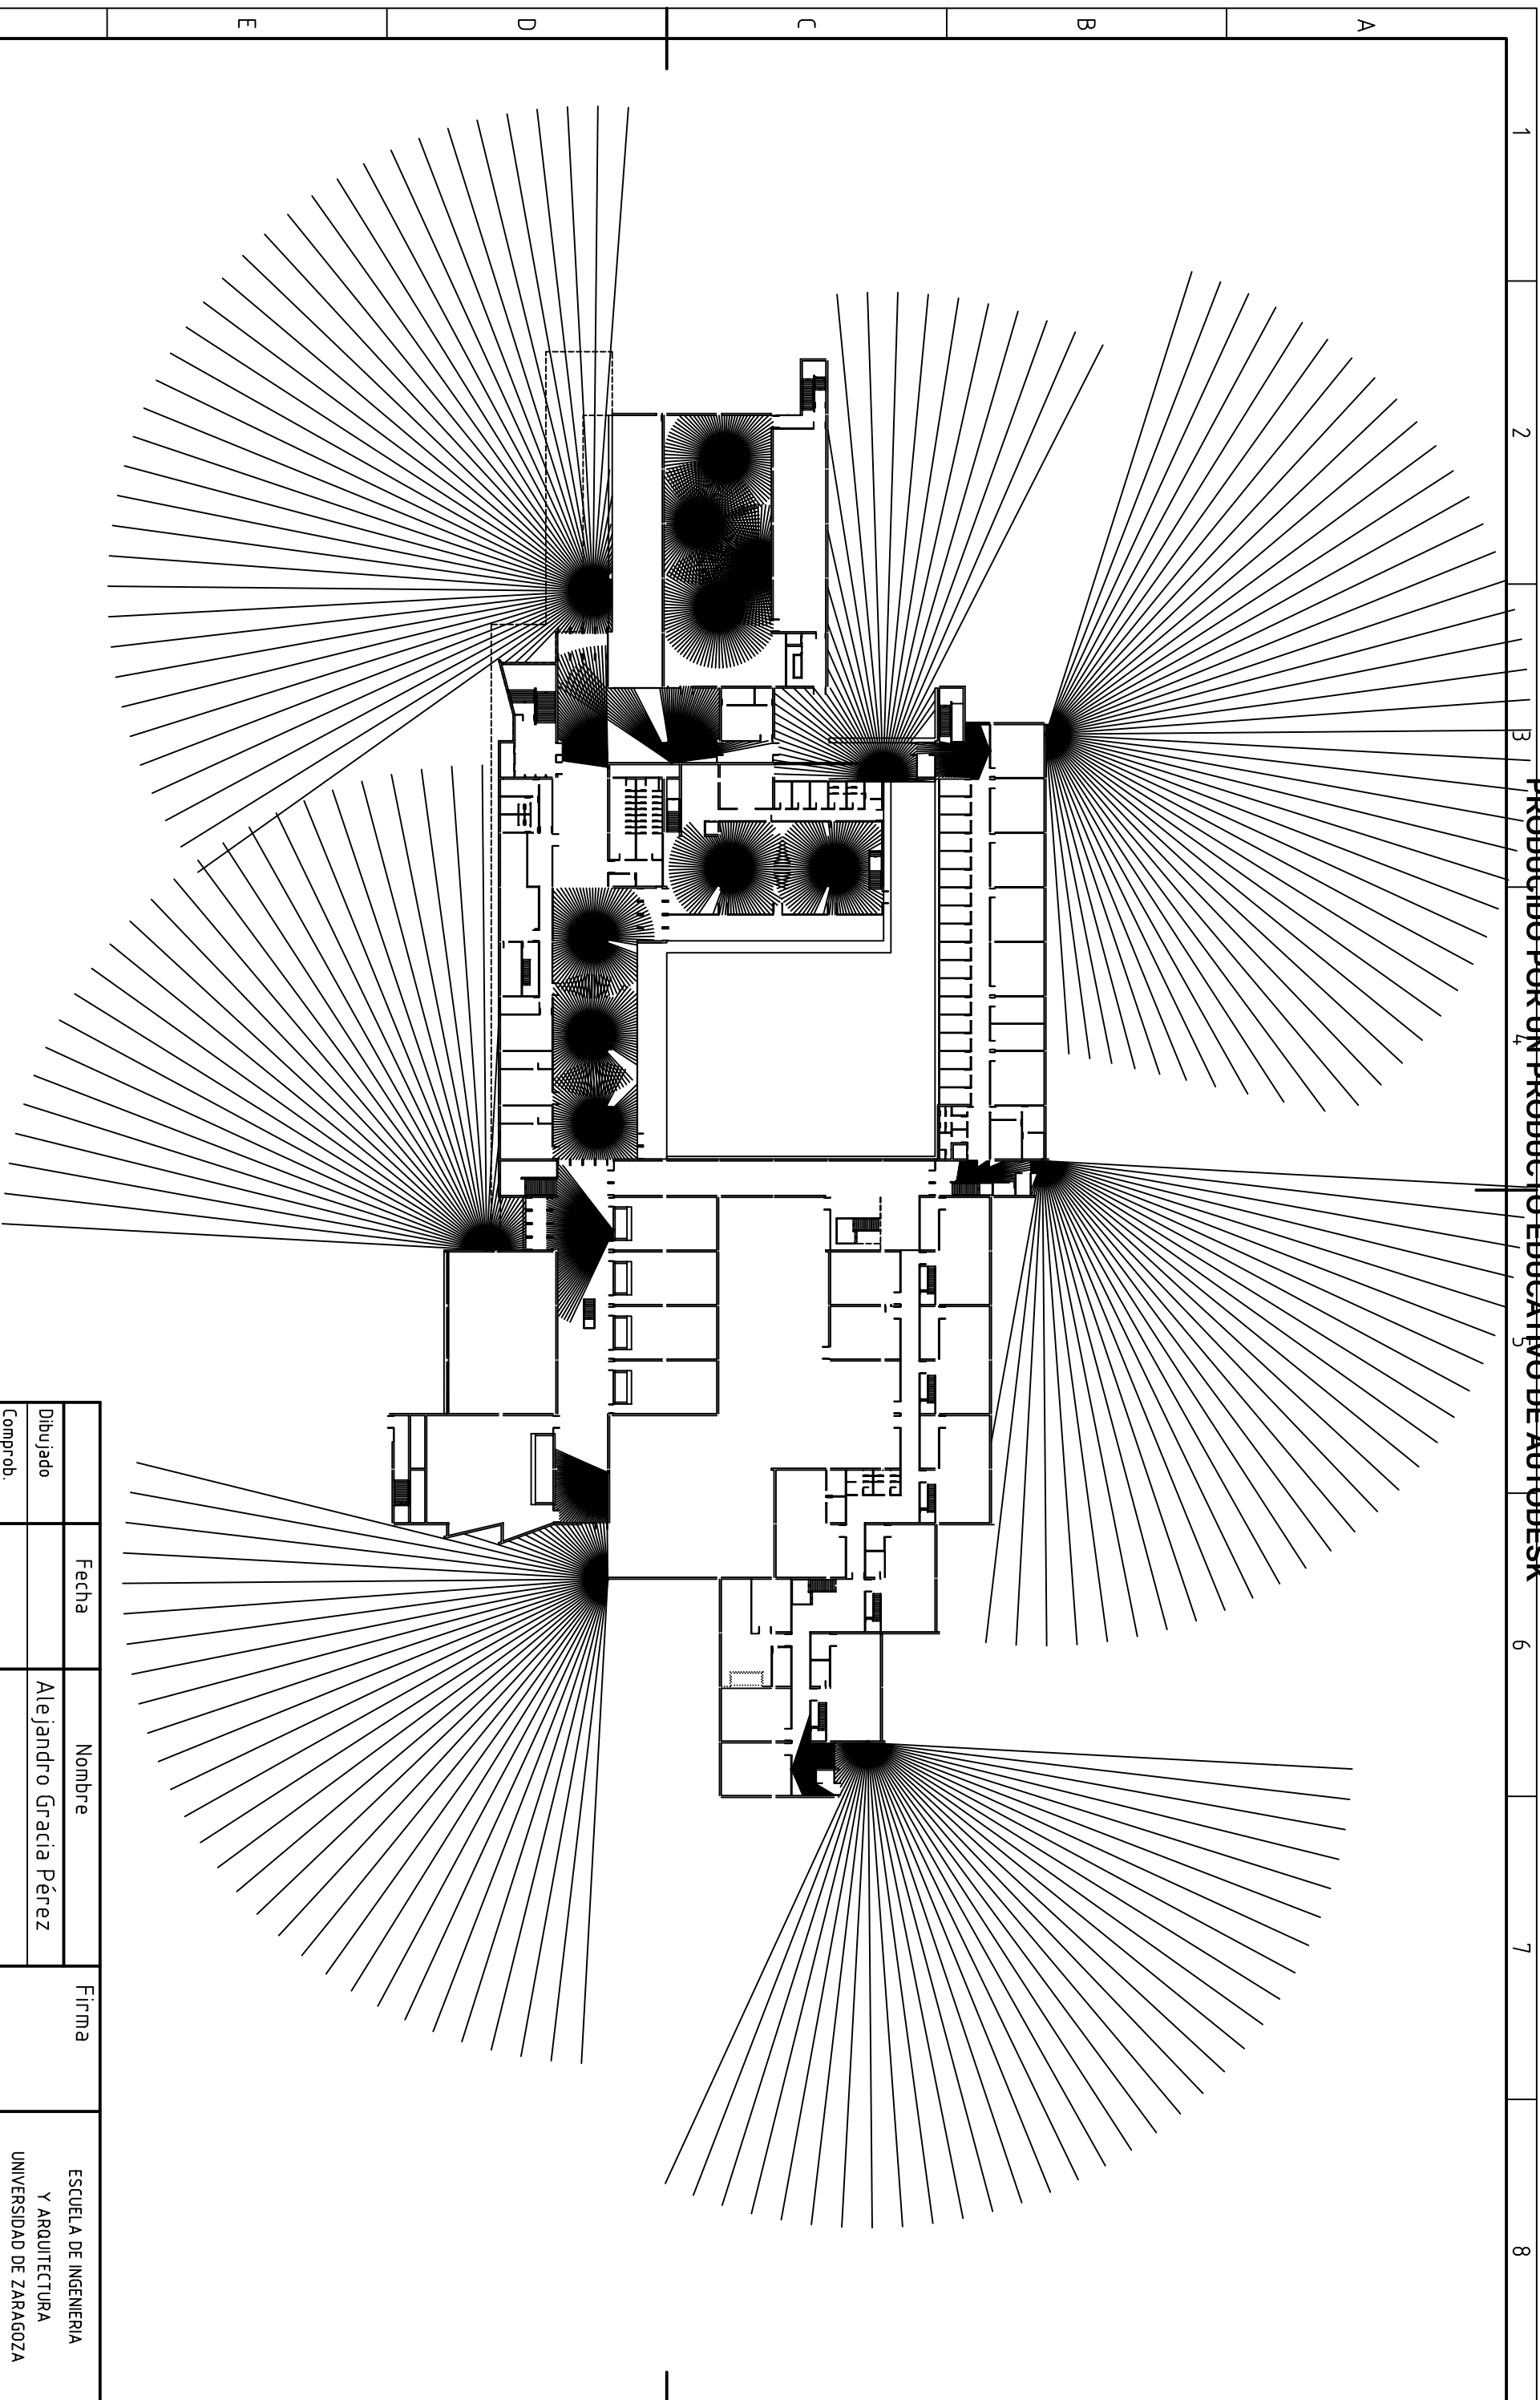 A
B
C
D
E
1
2
3
4
5
6
7
8
PRODUCIDO POR UN PRODUCTO EDUCATIVO DE AUTODESK
Fecha
Nombre
Firma
Dibujado
Alejandro Gracia Pérez
Comprob.
ESCUELA DE INGENIERIA
Y ARQUITECTURA
UNIVERSIDAD DE ZARAGOZA